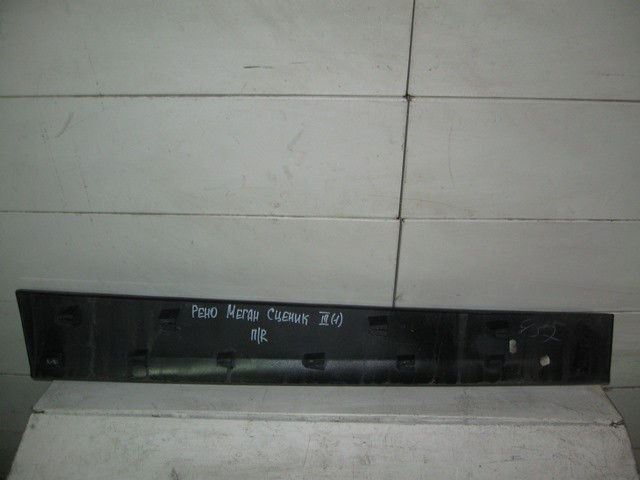 РЕНО МЕГАН СЦЕНИК III (1)
П/R